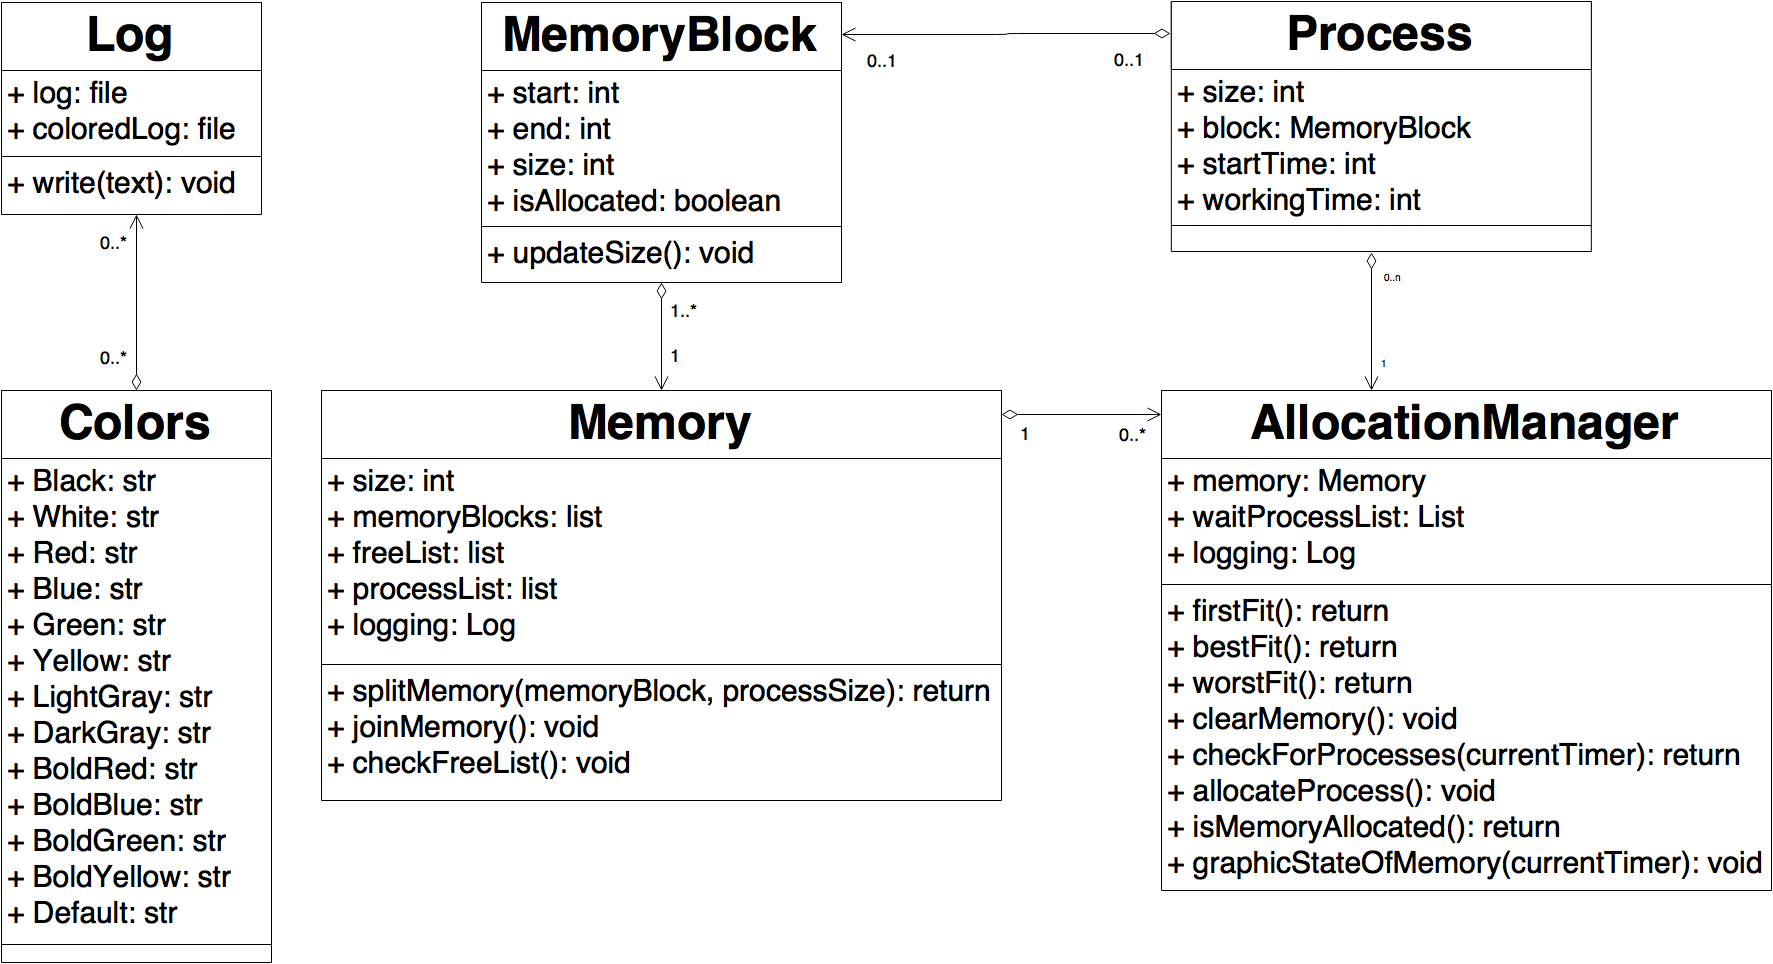 Log
+ log: file
+ coloredLog: file
+ write(text): void
MemoryBlock
+ start: int
+ end: int
+ size: int
+ isAllocated: boolean
+ updateSize(): void
Process
+ size: int
+ block: MemoryBlock
+ startTime: int
+ workingTime: int
0..1
0..1
0..*
0..*
1..*
1
0..n
1
Colors
+ Black: str
+ White: str
+ Red: str
+ Blue: str
+ Green: str
+ Yellow: str
+ LightGray: str
+ DarkGray: str
+ BoldRed: str
+ BoldBlue: str
+ BoldGreen: str
+ BoldYellow: str
+ Default: str
Memory
+ size: int
+ memoryBlocks: list
+ freeList: list
+ processList: list
+ logging: Log
+ splitMemory(memoryBlock, processSize): return
+ joinMemory(): void
+ checkFreeList(): void
1
0..*
AllocationManager
+ memory: Memory
+ waitProcessList: List
+ logging: Log
+ firstFit(): return
+ bestFit(): return
+ worstFit(): return
+ clearMemory(): void
+ checkForProcesses(currentTimer): return
+ allocateProcess(): void
+ isMemoryAllocated(): return
+ graphicStateOfMemory(currentTimer): void